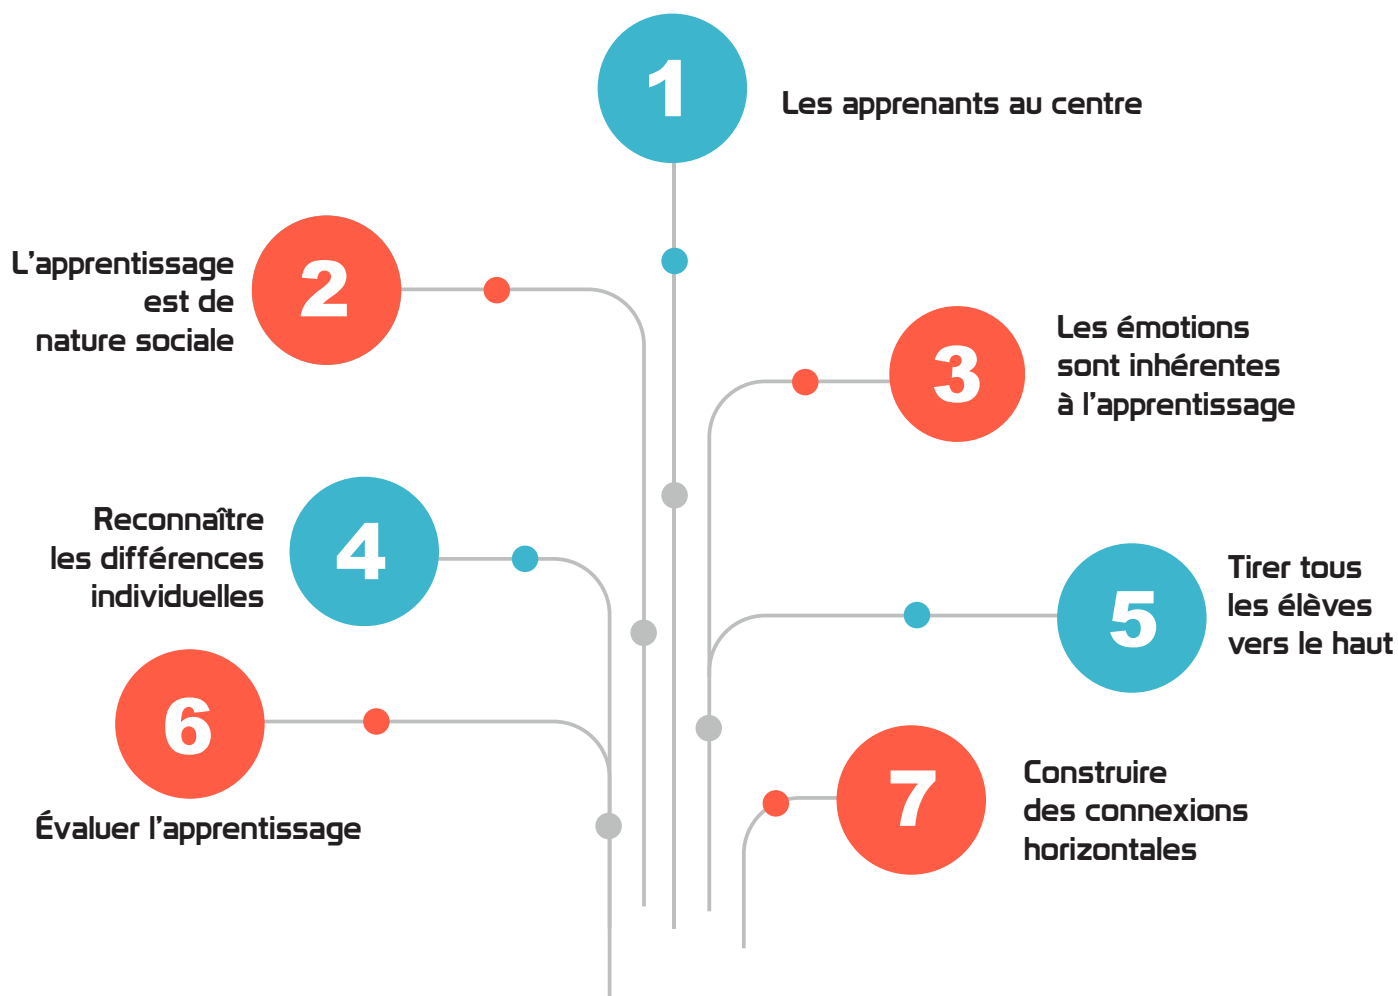 1
Les apprenants au centre
2
L'apprentissage
est de
nature sociale
3
Les émotions
sont inhérentes
à l'apprentissage
4
Reconnaître
les différences
individuelles
5
Tirer tous
les élèves
vers le haut
6
Évaluer l'apprentissage
7
Construire
des connexions
horizontales